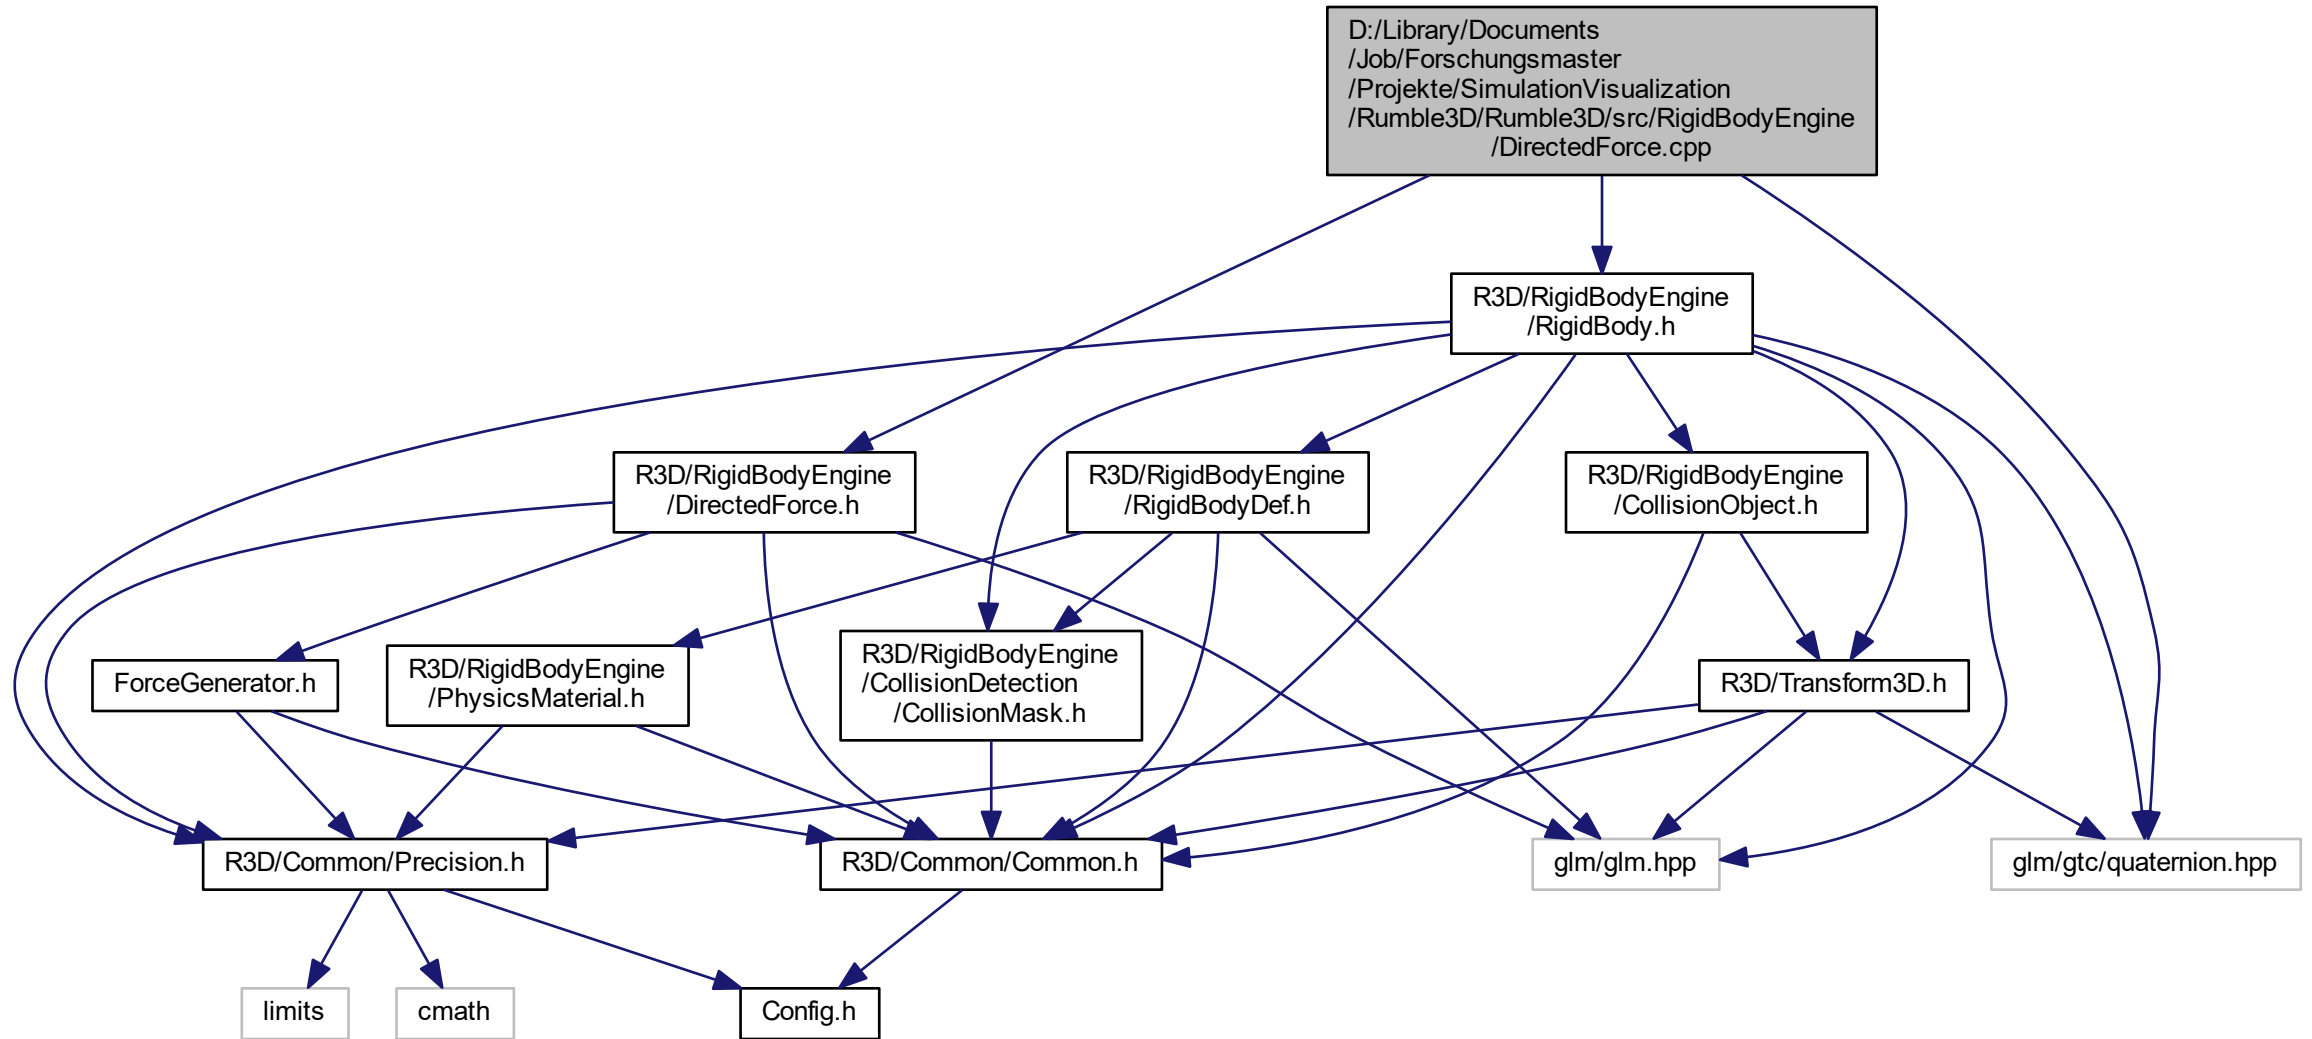 D:/Library/Documents
/Job/Forschungsmaster
/Projekte/SimulationVisualization
/Rumble3D/Rumble3D/src/RigidBodyEngine
/DirectedForce.cpp
R3D/RigidBodyEngine
/RigidBody.h
R3D/RigidBodyEngine
/DirectedForce.h
R3D/RigidBodyEngine
/RigidBodyDef.h
R3D/RigidBodyEngine
/CollisionObject.h
ForceGenerator.h
R3D/RigidBodyEngine
/PhysicsMaterial.h
R3D/RigidBodyEngine
/CollisionDetection
/CollisionMask.h
R3D/Transform3D.h
R3D/Common/Precision.h
R3D/Common/Common.h
glm/glm.hpp
glm/gtc/quaternion.hpp
limits
cmath
Config.h